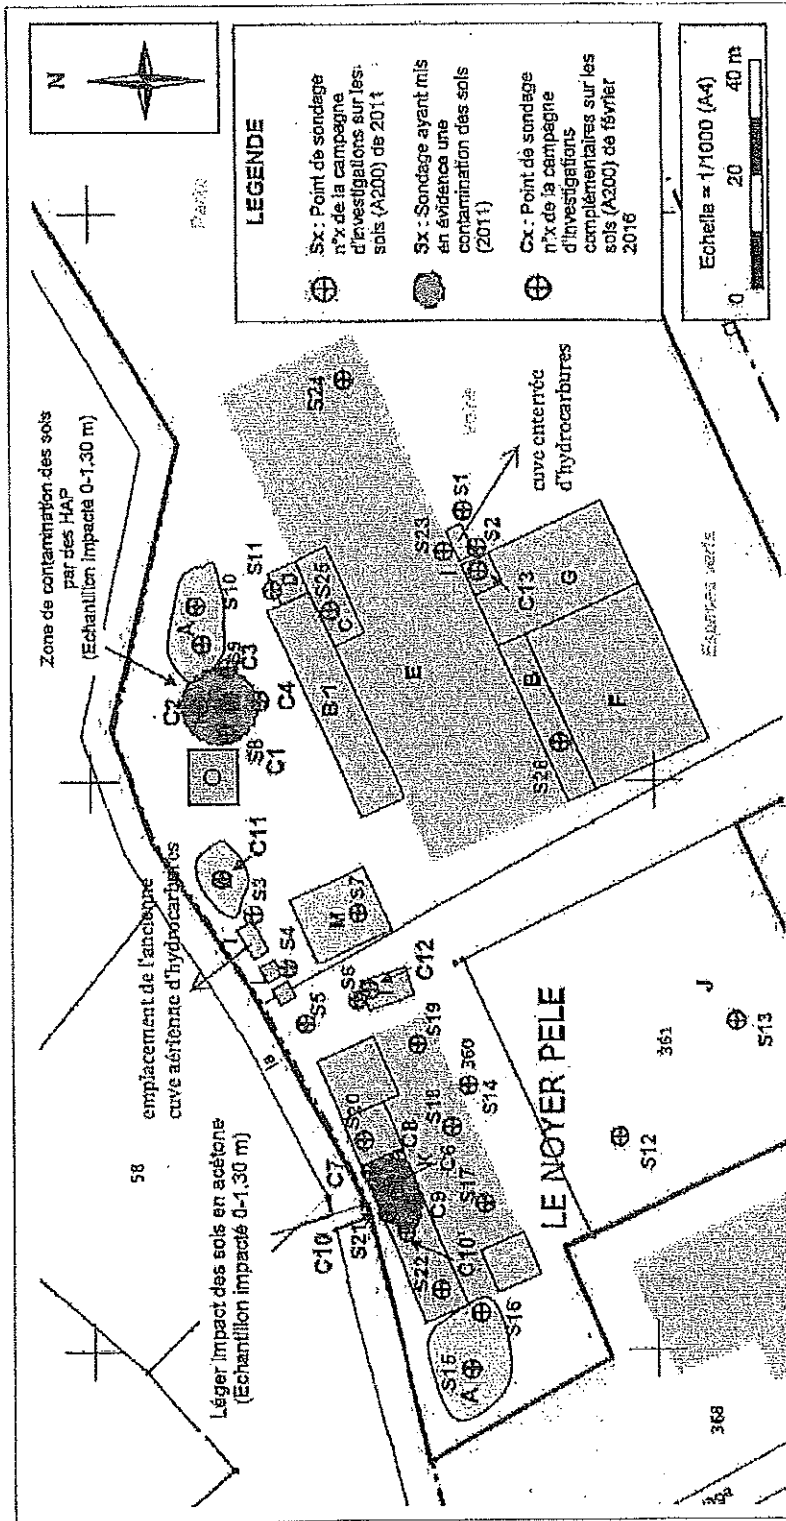 N
LEGENDE
Sx : Point de sondage
n°x de la campagne
d'investigations sur les
sols (A200) de 2011
Sx : Sondage ayant mis
en évidence une
contamination des sols
(2011)
Cx : Point de sondage
n°x de la campagne
d'investigations
complémentaires sur les
sols (A200) de février
2016
Echelle = 1/1000 (A4)
0 20 40 m
Zone de contamination des sols
par des HAP
(Echantillon impacté 0-1,30 m)
emplacement de l'ancienne
cuve aérienne d'hydrocarbures
Léger impact des sols en acétone
(Echantillon impacté 0-1,30 m)
58
la
C2
A
S10
S9
C3
C4
S8
C1
O
S11
D
S25
C
B'1
S24
E
Voirie
S23
S1
S2
cuve enterrée
d'hydrocarbures
C13
G
B
S26
F
Espaces verts
C11
S3
S4
S5
M
S7
S6
C12
S19
S20
C7
S21
C10
C8
S18
360
S14
K
C6
C9
S17
S22
C10
S16
S15
A
LE NOYER PELE
361
J
S13
S12
368